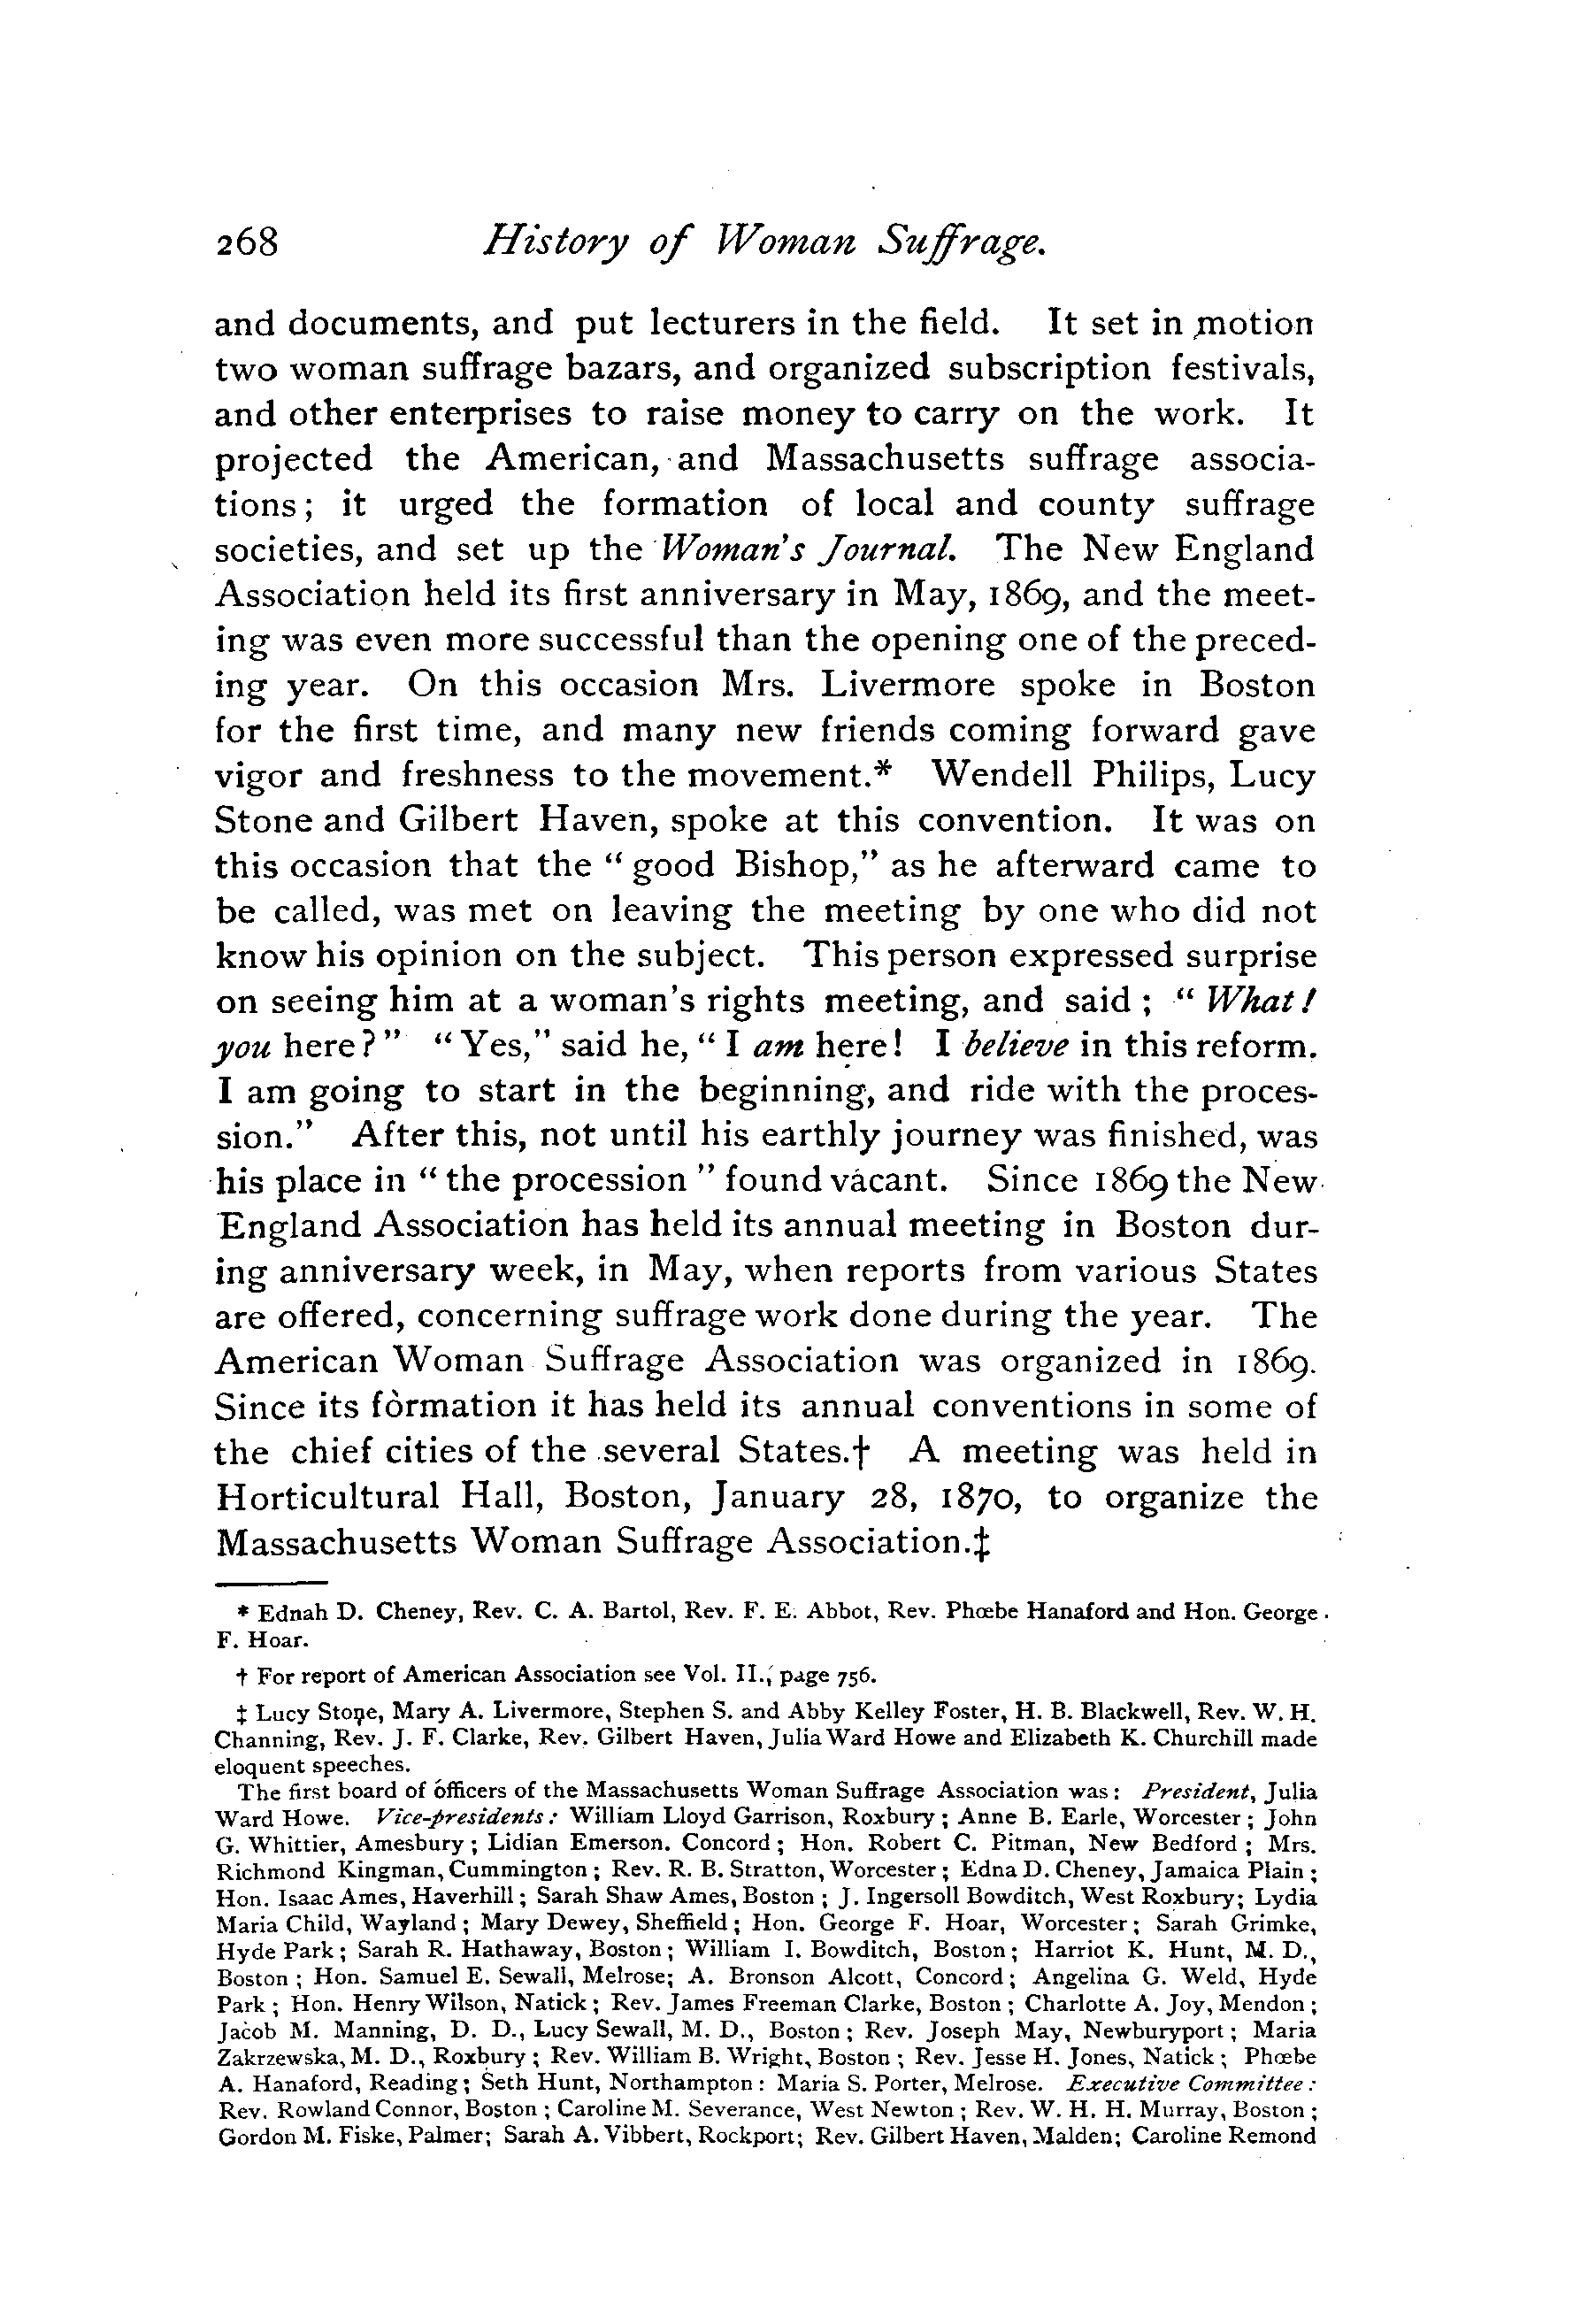 268 History of Woman Suffrage.
and documents, and put lecturers in the field. It set in motion
two woman suffrage bazars, and organized subscription festivals,
and other enterprises to raise money to carry on the work. It
projected the American, and Massachusetts suffrage associa-
tions; it urged the formation of local and county suffrage
societies, and set up the Woman's Journal. The New England
Association held its first anniversary in May, 1869, and the meet-
ing was even more successful than the opening one of the preced-
ing year. On this occasion Mrs. Livermore spoke in Boston
for the first time, and many new friends coming forward gave
vigor and freshness to the movement.* Wendell Philips, Lucy
Stone and Gilbert Haven, spoke at this convention. It was on
this occasion that the "good Bishop," as he afterward came to
be called, was met on leaving the meeting by one who did not
know his opinion on the subject. This person expressed surprise
on seeing him at a woman's rights meeting, and said; "What!
you here?" "Yes," said he, "I am here! I believe in this reform.
I am going to start in the beginning, and ride with the proces-
sion." After this, not until his earthly journey was finished, was
his place in "the procession" found vacant. Since 1869 the New
England Association has held its annual meeting in Boston dur-
ing anniversary week, in May, when reports from various States
are offered, concerning suffrage work done during the year. The
American Woman Suffrage Association was organized in 1869.
Since its formation it has held its annual conventions in some of
the chief cities of the several States.† A meeting was held in
Horticultural Hall, Boston, January 28, 1870, to organize the
Massachusetts Woman Suffrage Association.‡
* Ednah D. Cheney, Rev. C. A. Bartol, Rev. F. E. Abbot, Rev. Phœbe Hanaford and Hon. George
F. Hoar.
† For report of American Association see Vol. II., page 756.
‡ Lucy Stone, Mary A. Livermore, Stephen S. and Abby Kelley Foster, H. B. Blackwell, Rev. W. H.
Channing, Rev. J. F. Clarke, Rev. Gilbert Haven, Julia Ward Howe and Elizabeth K. Churchill made
eloquent speeches.
The first board of officers of the Massachusetts Woman Suffrage Association was: President, Julia
Ward Howe. Vice-presidents: William Lloyd Garrison, Roxbury; Anne B. Earle, Worcester; John
G. Whittier, Amesbury; Lidian Emerson. Concord; Hon. Robert C. Pitman, New Bedford; Mrs.
Richmond Kingman, Cummington; Rev. R. B. Stratton, Worcester; Edna D. Cheney, Jamaica Plain;
Hon. Isaac Ames, Haverhill; Sarah Shaw Ames, Boston; J. Ingersoll Bowditch, West Roxbury; Lydia
Maria Child, Wayland; Mary Dewey, Sheffield; Hon. George F. Hoar, Worcester; Sarah Grimke,
Hyde Park; Sarah R. Hathaway, Boston; William I. Bowditch, Boston; Harriot K. Hunt, M. D.,
Boston; Hon. Samuel E. Sewall, Melrose; A. Bronson Alcott, Concord; Angelina G. Weld, Hyde
Park; Hon. Henry Wilson, Natick; Rev. James Freeman Clarke, Boston; Charlotte A. Joy, Mendon;
Jacob M. Manning, D. D., Lucy Sewall, M. D., Boston; Rev. Joseph May, Newburyport; Maria
Zakrzewska, M. D., Roxbury; Rev. William B. Wright, Boston; Rev. Jesse H. Jones, Natick; Phœbe
A. Hanaford, Reading; Seth Hunt, Northampton: Maria S. Porter, Melrose. Executive Committee:
Rev. Rowland Connor, Boston; Caroline M. Severance, West Newton; Rev. W. H. H. Murray, Boston;
Gordon M. Fiske, Palmer; Sarah A. Vibbert, Rockport; Rev. Gilbert Haven, Malden; Caroline Remond